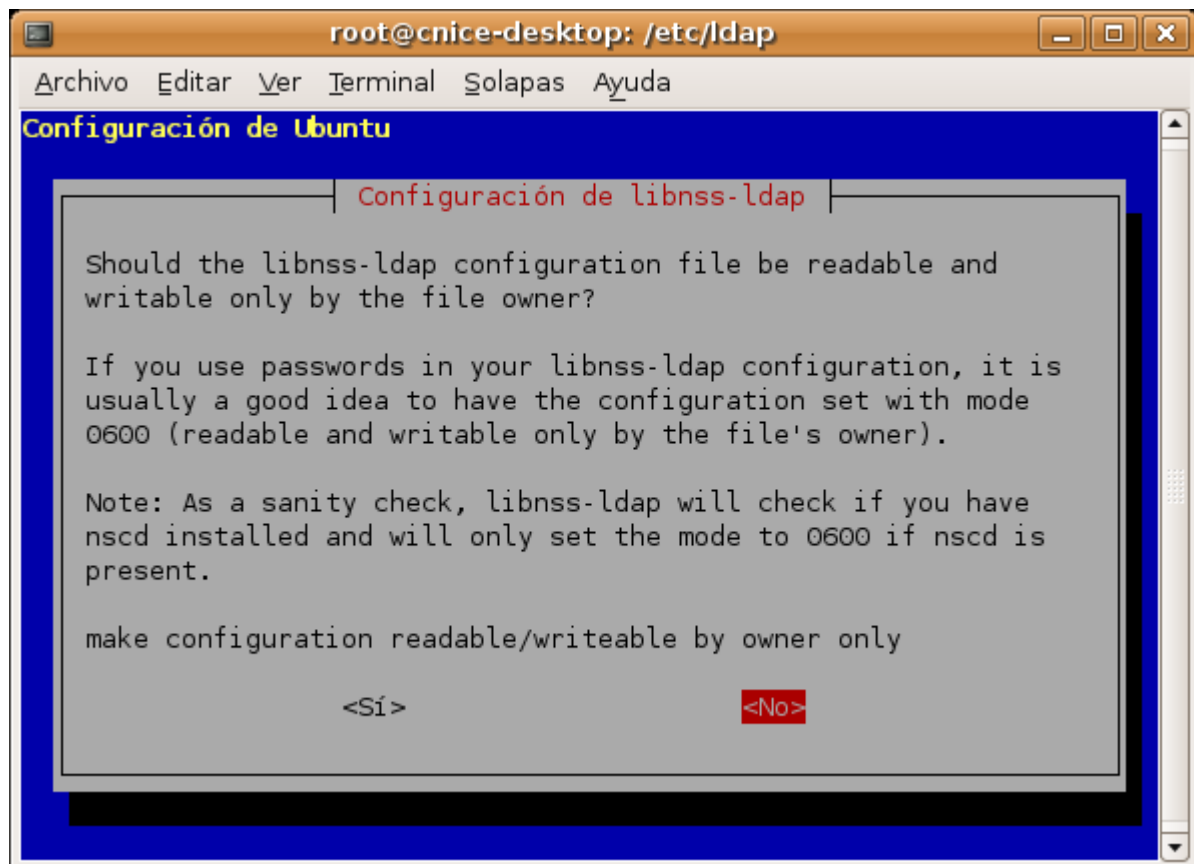 root@cnice-desktop: /etc/ldap
Archivo Editar Ver Terminal Solapas Ayuda
Configuración de Ubuntu
Configuración de libnss-ldap
Should the libnss-ldap configuration file be readable and
writable only by the file owner?
If you use passwords in your libnss-ldap configuration, it is
usually a good idea to have the configuration set with mode
0600 (readable and writable only by the file's owner).
Note: As a sanity check, libnss-ldap will check if you have
nscd installed and will only set the mode to 0600 if nscd is
present.
make configuration readable/writeable by owner only
<Sí> <No>